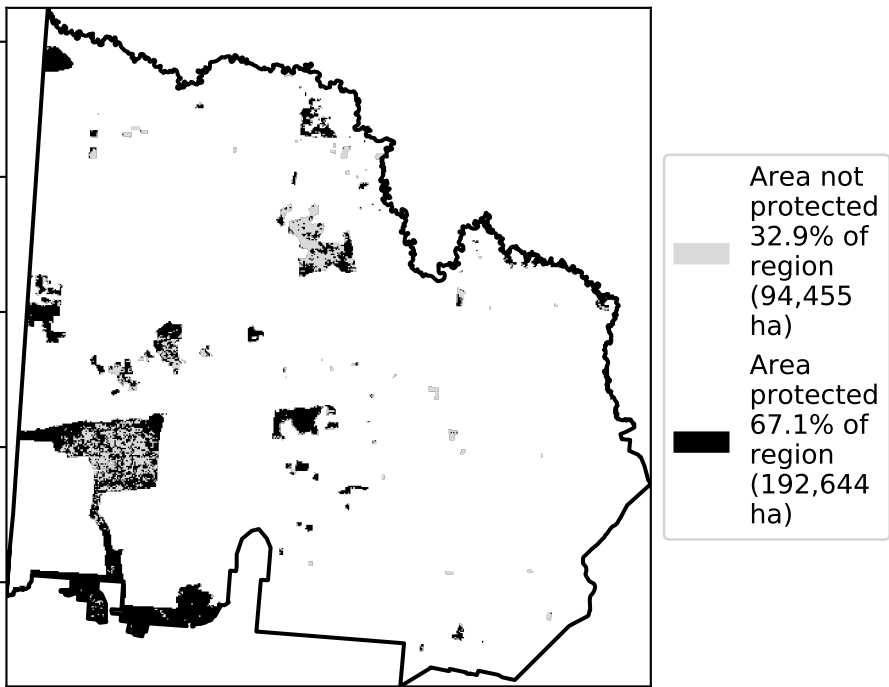 Area not
protected
32.9% of
region
(94,455
ha)
Area
protected
67.1% of
region
(192,644
ha)